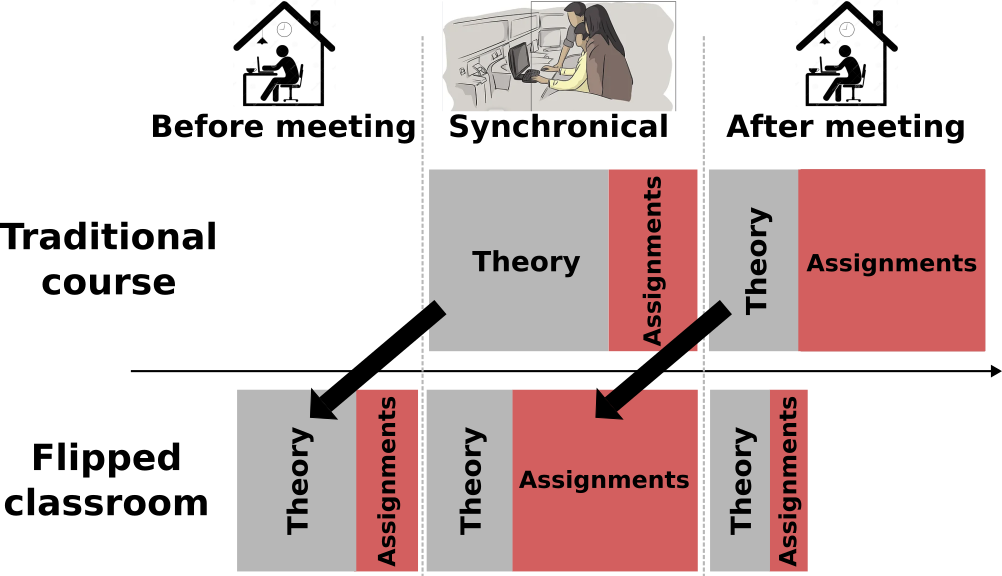 Before meeting
Synchronical
After meeting
Traditional
course
Theory
Assignments
Theory
Assignments
Flipped
classroom
Theory
Assignments
Theory
Assignments
Theory
Assignments